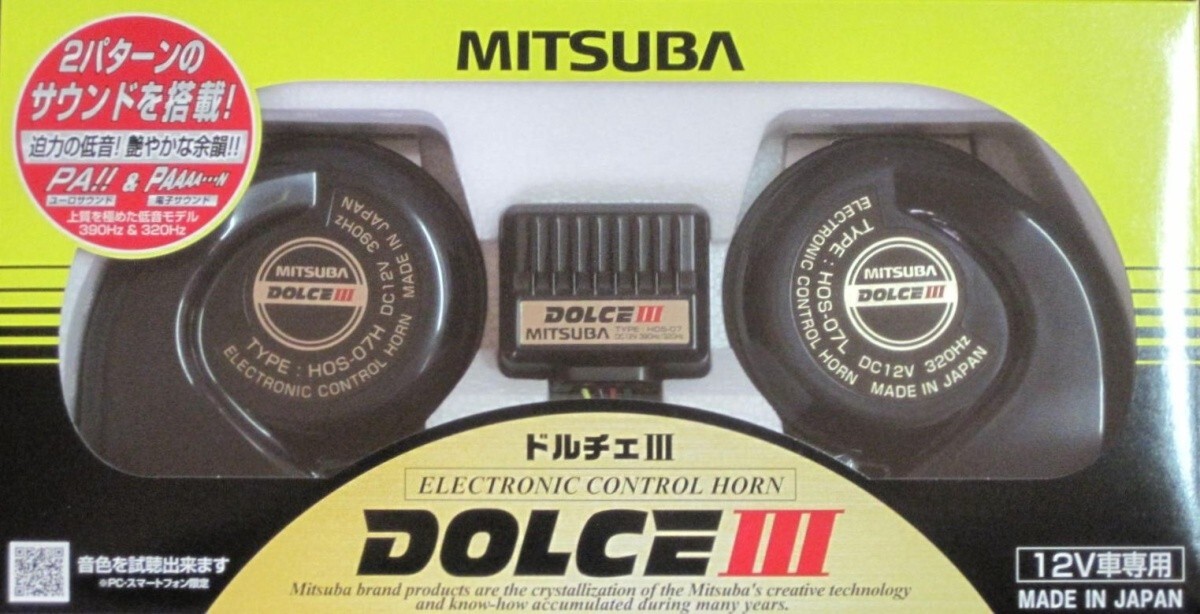 MITSUBA
2パターンの
サウンドを搭載!
迫力の低音! 艶やかな余韻!!
PA!! & PAAAA…N
ユーロサウンド 電子サウンド
上質を極めた低音モデル
390Hz & 320Hz
MITSUBA
DOLCE III
TYPE : HOS-07H DC12V 390Hz
ELECTRONIC CONTROL HORN MADE IN JAPAN
DOLCE III
MITSUBA TYPE : HOS-07
DC12V 390Hz/320Hz
MITSUBA
DOLCE III
TYPE : HOS-07L DC12V 320Hz
ELECTRONIC CONTROL HORN MADE IN JAPAN
ドルチェIII
ELECTRONIC CONTROL HORN
DOLCE III
Mitsuba brand products are the crystallization of the Mitsuba's creative technology
and know-how accumulated during many years.
音色を試聴出来ます
※PC・スマートフォン限定
12V車専用
MADE IN JAPAN